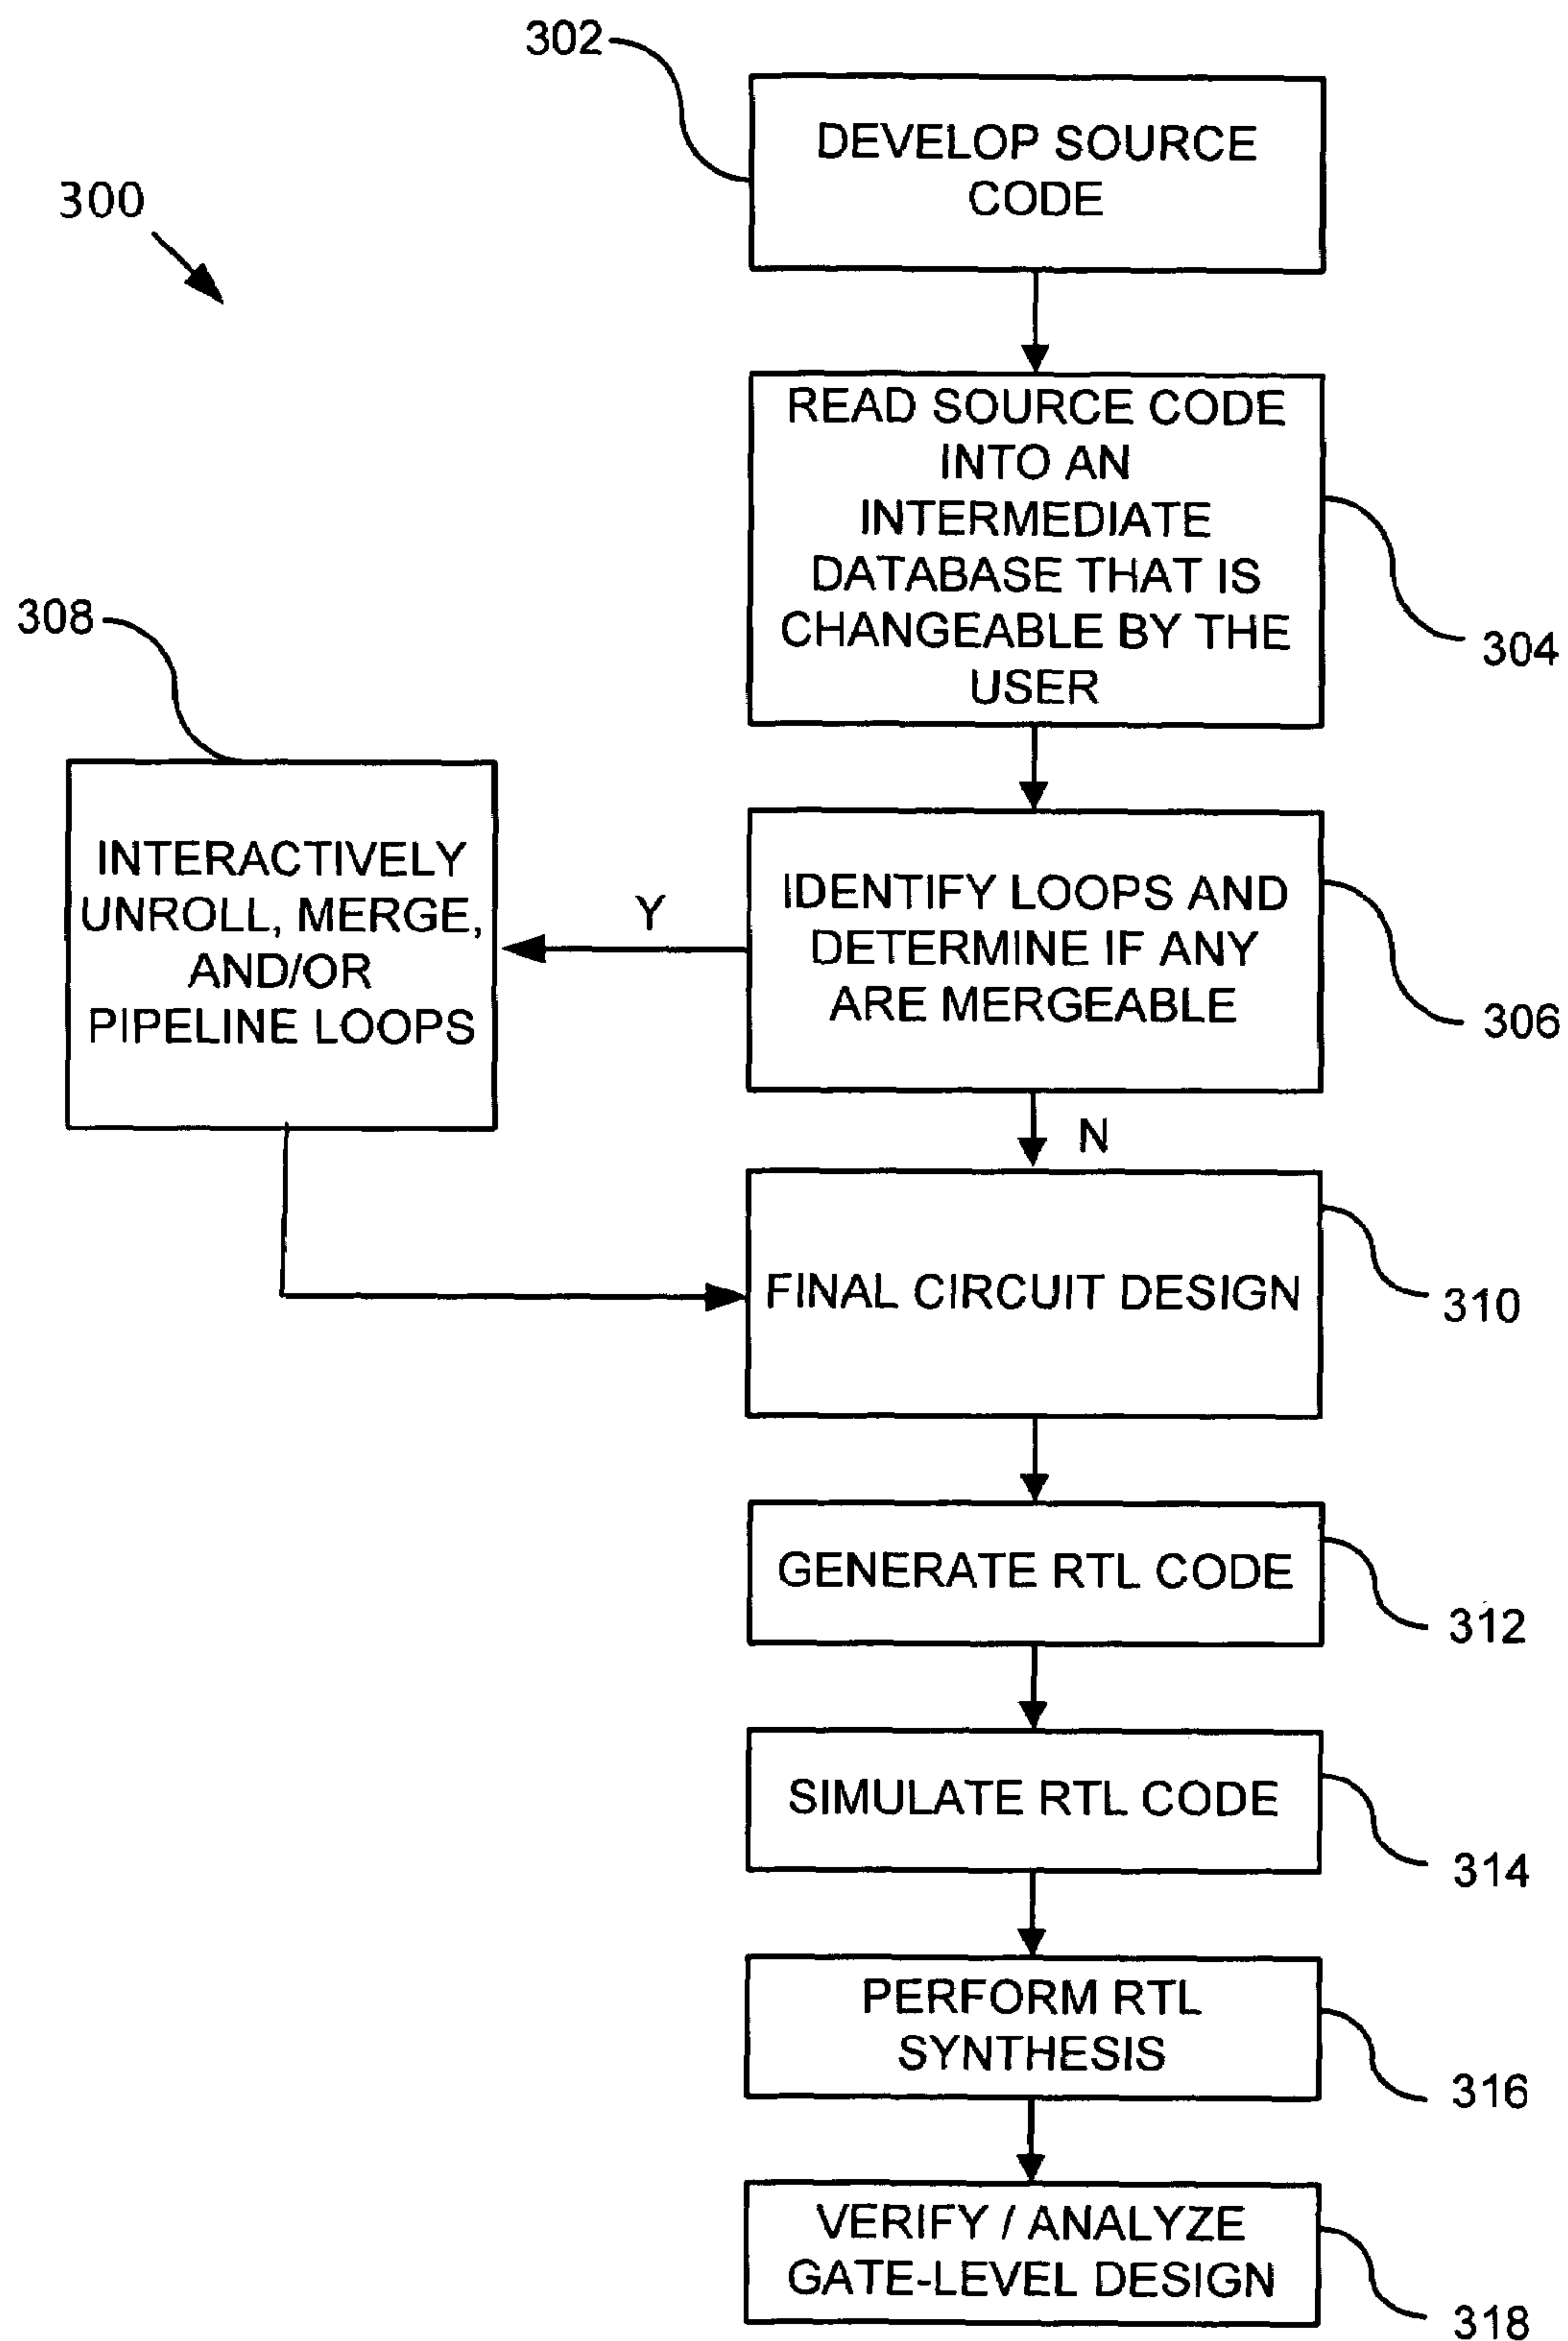 302
DEVELOP SOURCE
CODE
300
READ SOURCE CODE
INTO AN
INTERMEDIATE
DATABASE THAT IS
CHANGEABLE BY THE
USER
304
308
INTERACTIVELY
UNROLL, MERGE,
AND/OR
PIPELINE LOOPS
Y
IDENTIFY LOOPS AND
DETERMINE IF ANY
ARE MERGEABLE
306
N
FINAL CIRCUIT DESIGN
310
GENERATE RTL CODE
312
SIMULATE RTL CODE
314
PERFORM RTL
SYNTHESIS
316
VERIFY / ANALYZE
GATE-LEVEL DESIGN
318